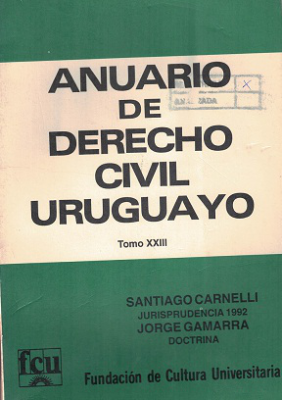 ANUARIO
DE
DERECHO
CIVIL
URUGUAYO
Tomo XXIII
SANTIAGO CARNELLI
JURISPRUDENCIA 1992
JORGE GAMARRA
DOCTRINA
fcu
Fundación de Cultura Universitaria